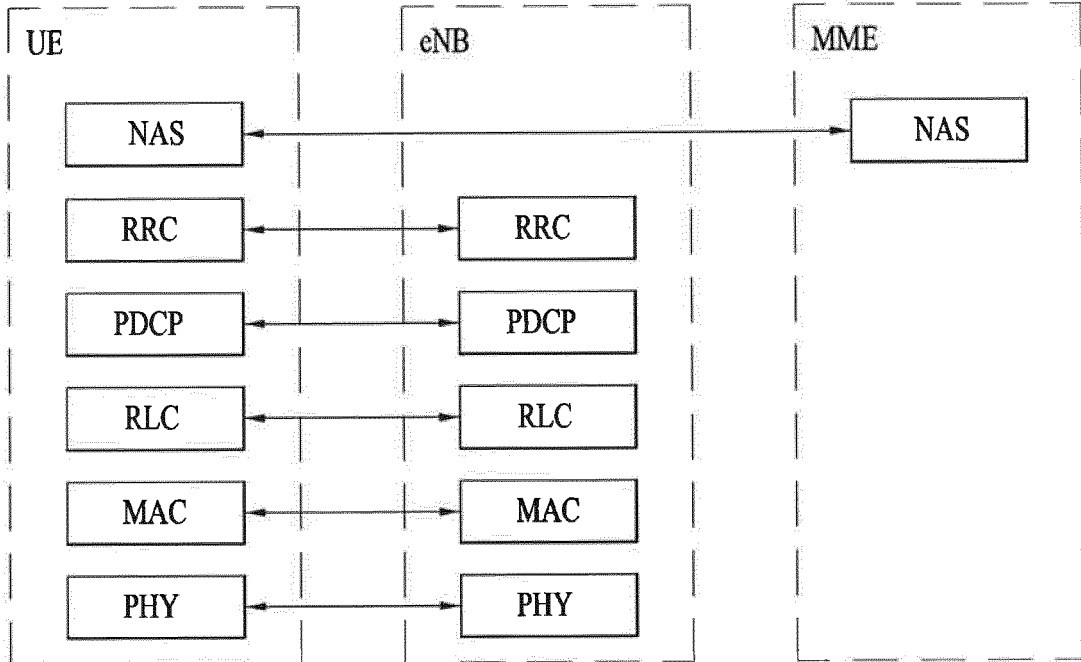 UE
eNB
MME
NAS
NAS
RRC
RRC
PDCP
PDCP
RLC
RLC
MAC
MAC
PHY
PHY